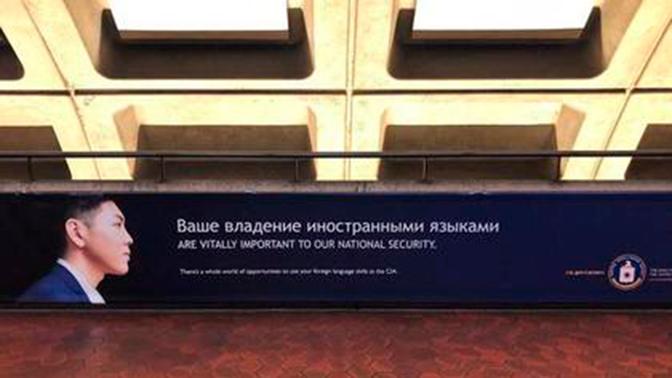 Ваше владение иностранными языками
ARE VITALLY IMPORTANT TO OUR NATIONAL SECURITY.
There's a whole world of opportunities to use your foreign language skills at the CIA.